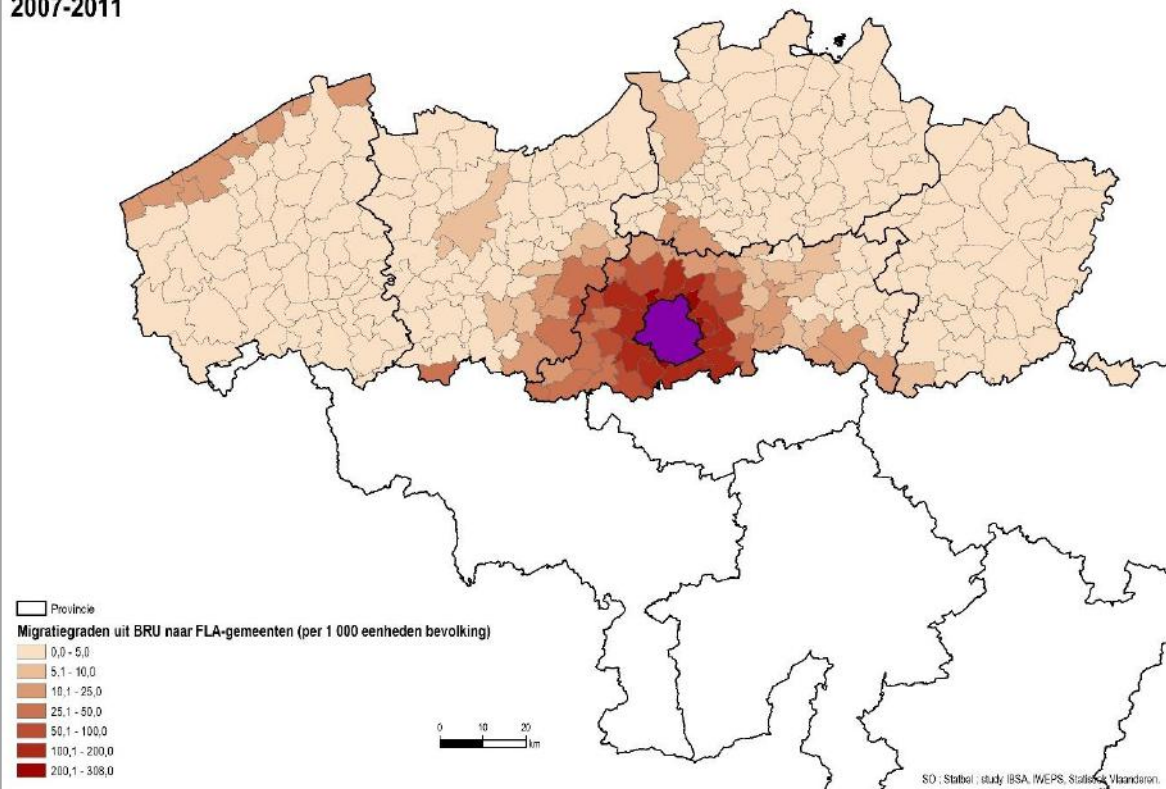 2007-2011
Provincie
Migratiegraden uit BRU naar FLA-gemeenten (per 1 000 eenheden bevolking)
0,0 - 5,0
5,1 - 10,0
10,1 - 25,0
25,1 - 50,0
50,1 - 100,0
100,1 - 200,0
200,1 - 308,0
0 10 20
km
SO : Statbel ; study IBSA, IWEPS, Statistiek Vlaanderen.